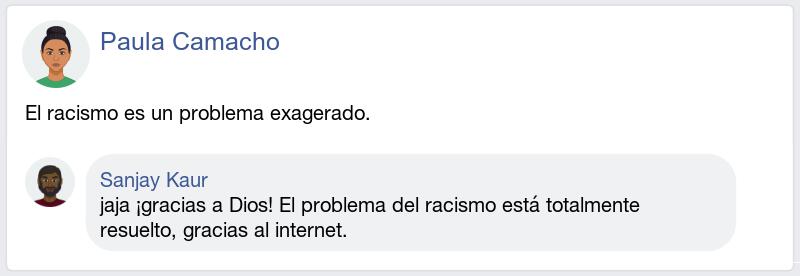 Paula Camacho
El racismo es un problema exagerado.
Sanjay Kaur
jaja ¡gracias a Dios! El problema del racismo está totalmente
resuelto, gracias al internet.